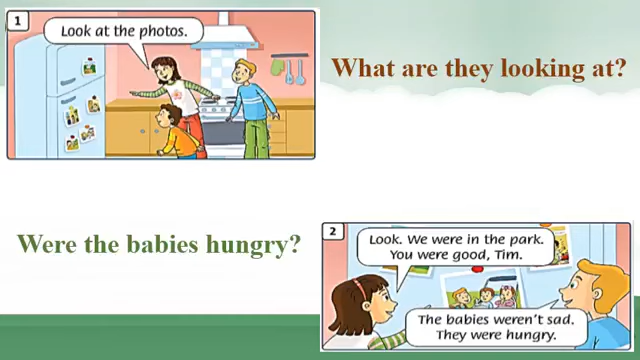 1
Look at the photos.
What are they looking at?
Were the babies hungry?
2
Look. We were in the park.
You were good, Tim.
The babies weren't sad.
They were hungry.